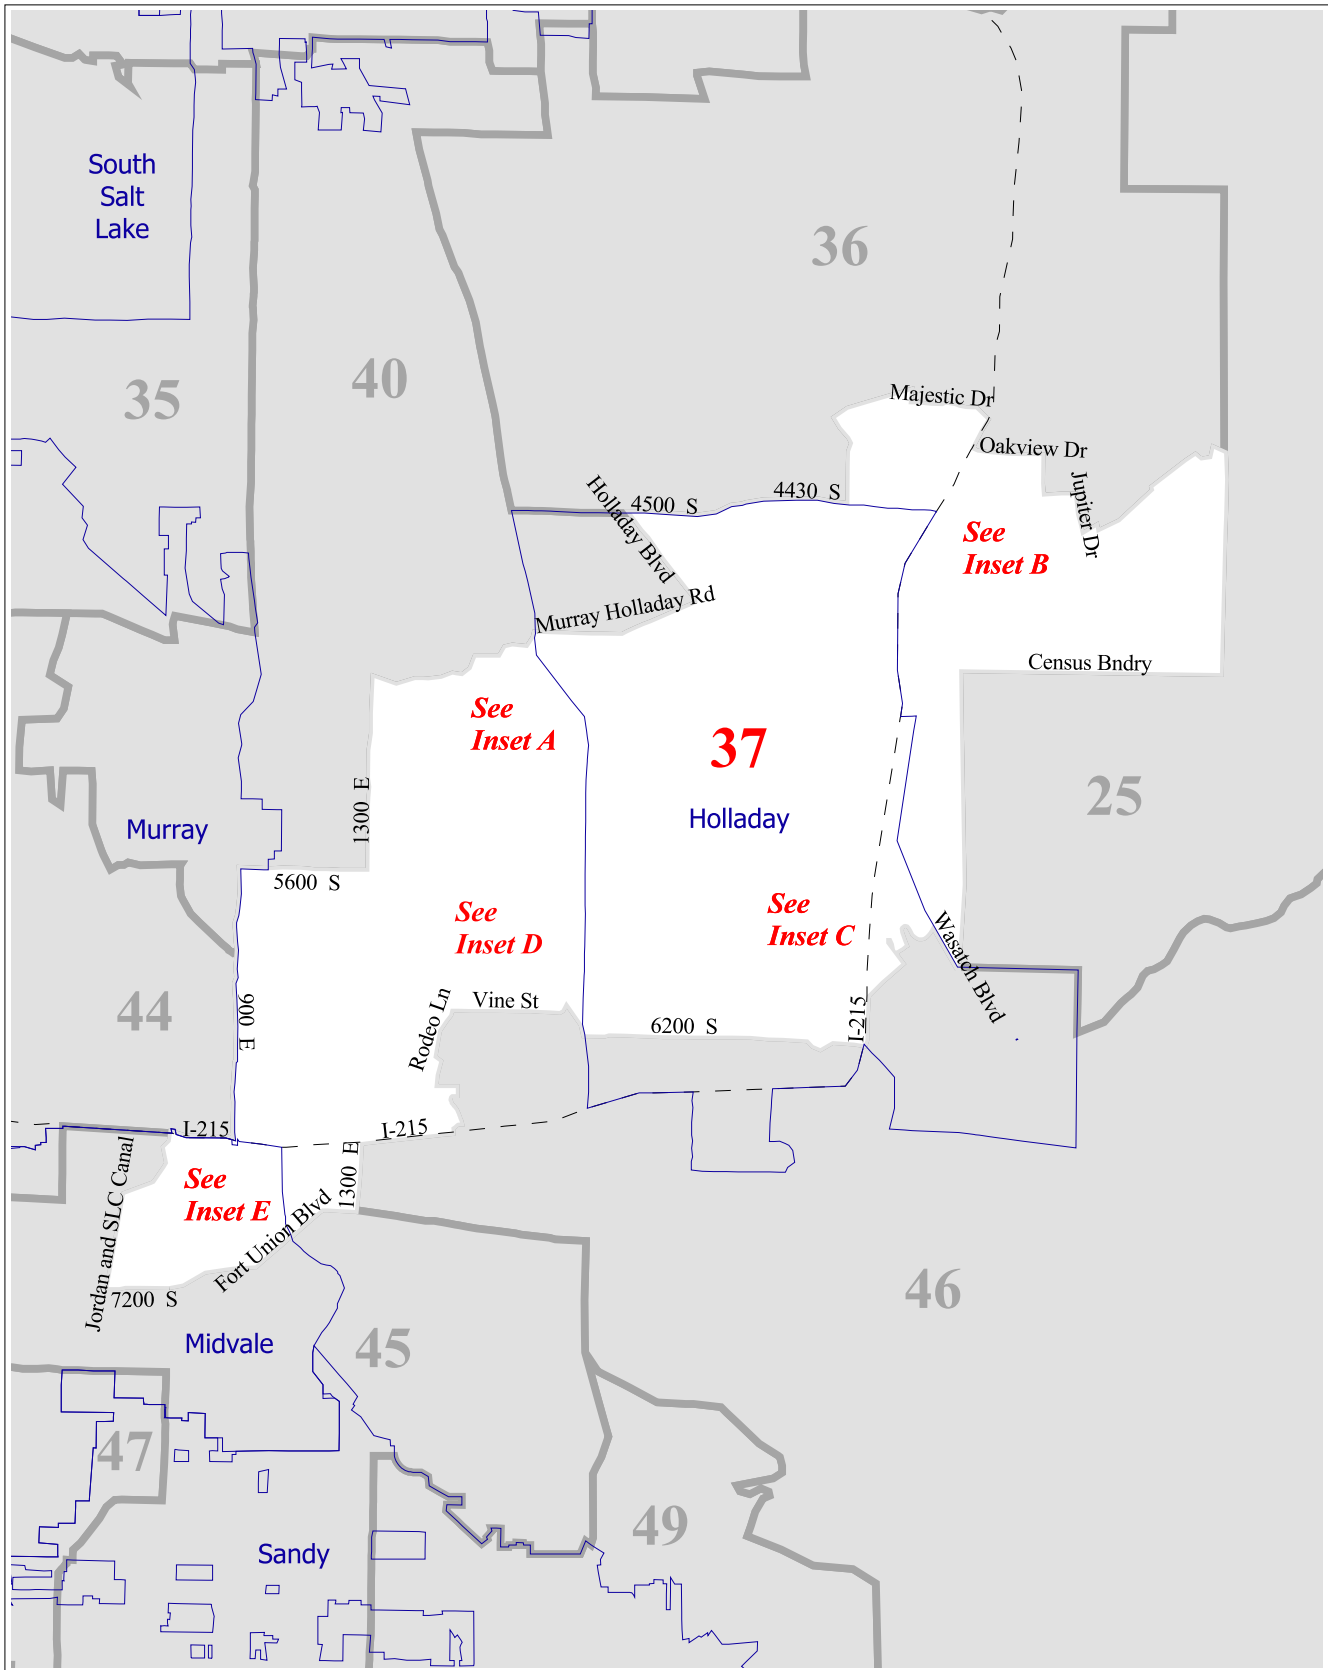 South
Salt
Lake
36
40
35
Majestic Dr
Oakview Dr
Jupiter Dr
4430 S
4500 S
Holladay Blvd
See
Inset B
Murray Holladay Rd
Census Bndry
See
Inset A
37
Holladay
25
1300 E
Murray
5600 S
See
Inset D
See
Inset C
Wasatch Blvd
44
900 E
Rodeo Ln
Vine St
6200 S
I-215
I-215
I-215
1300 E
Jordan and SLC Canal
See
Inset E
Fort Union Blvd
7200 S
46
Midvale
45
47
49
Sandy